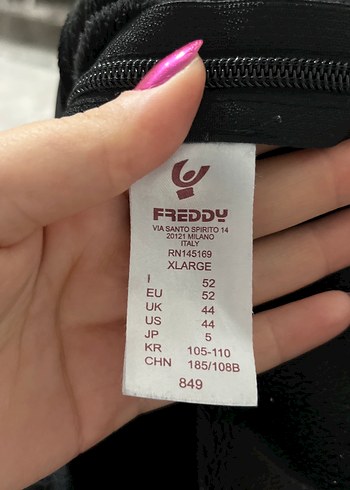 FREDDY
VIA SANTO SPIRITO 14
20121 MILANO
ITALY
RN145169
XLARGE
I 52
EU 52
UK 44
US 44
JP 5
KR 105-110
CHN 185/108B
849